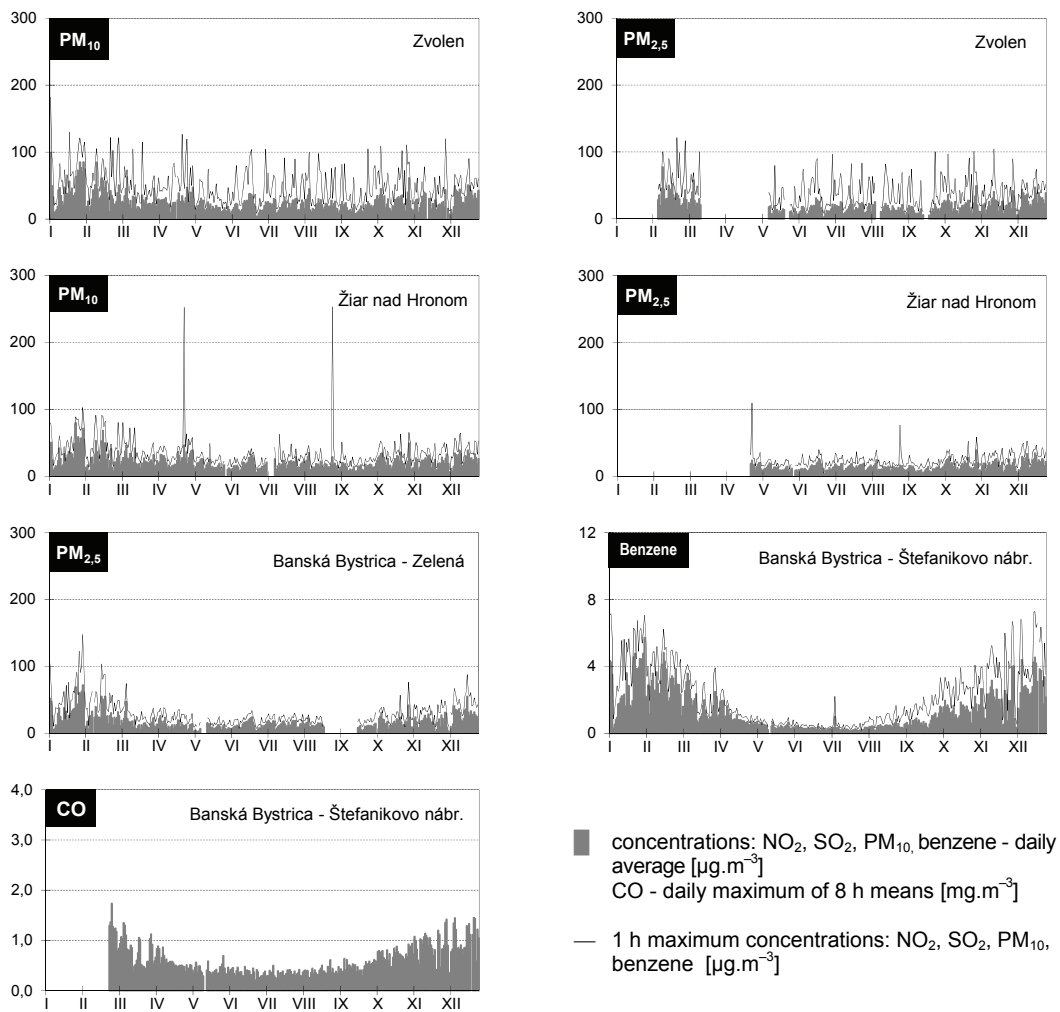 PM₁₀ Zvolen
300
200
100
0
I II III IV V VI VII VIII IX X XI XII
PM₂,₅ Zvolen
300
200
100
0
I II III IV V VI VII VIII IX X XI XII
PM₁₀ Žiar nad Hronom
300
200
100
0
I II III IV V VI VII VIII IX X XI XII
PM₂,₅ Žiar nad Hronom
300
200
100
0
I II III IV V VI VII VIII IX X XI XII
PM₂,₅ Banská Bystrica - Zelená
300
200
100
0
I II III IV V VI VII VIII IX X XI XII
Benzene Banská Bystrica - Štefanikovo nábr.
12
8
4
0
I II III IV V VI VII VIII IX X XI XII
CO Banská Bystrica - Štefanikovo nábr.
4,0
3,0
2,0
1,0
0,0
I II III IV V VI VII VIII IX X XI XII
concentrations: NO₂, SO₂, PM₁₀, benzene - daily
average [µg.m⁻³]
CO - daily maximum of 8 h means [mg.m⁻³]
— 1 h maximum concentrations: NO₂, SO₂, PM₁₀,
benzene [µg.m⁻³]